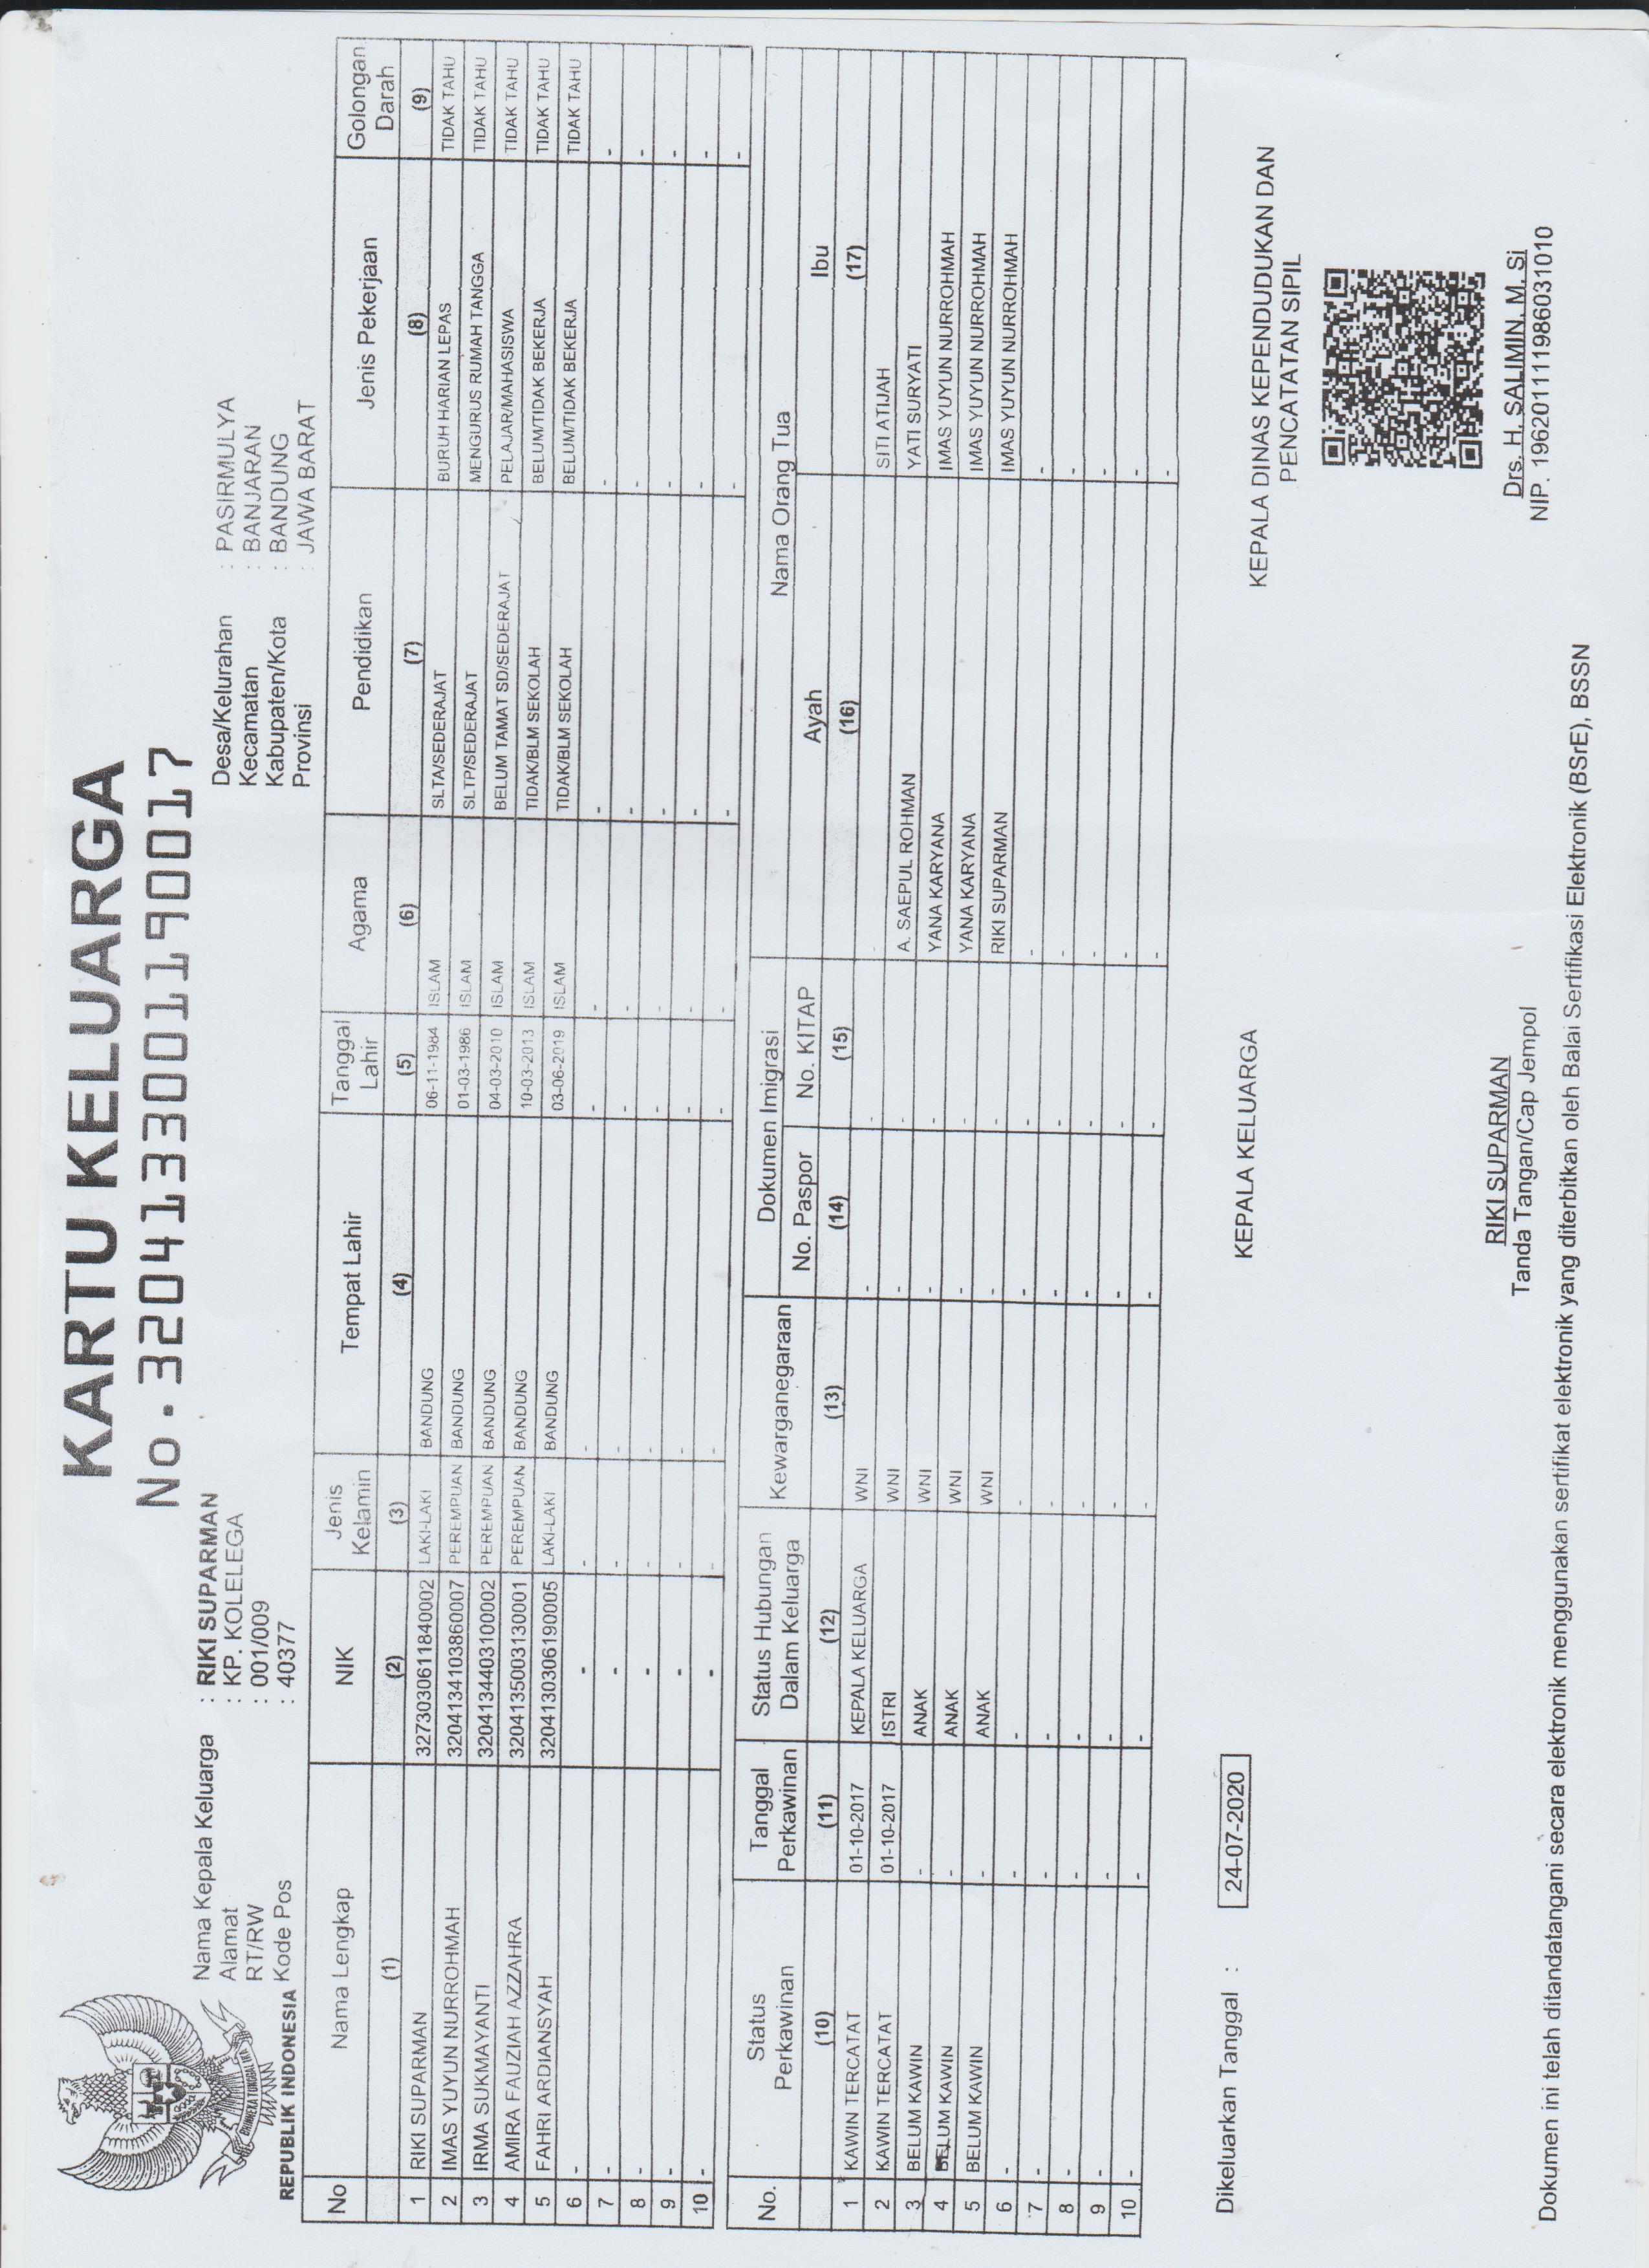 KARTU KELUARGA
No.3204133001190017
BHINNEKA TUNGGAL IKA
REPUBLIK INDONESIA
Nama Kepala Keluarga : RIKI SUPARMAN
Alamat : KP. KOLELEGA
RT/RW : 001/009
Kode Pos : 40377
Desa/Kelurahan : PASIRMULYA
Kecamatan : BANJARAN
Kabupaten/Kota : BANDUNG
Provinsi : JAWA BARAT
No Nama Lengkap NIK Jenis Kelamin Tempat Lahir Tanggal Lahir Agama Pendidikan Jenis Pekerjaan Golongan Darah
(1) (2) (3) (4) (5) (6) (7) (8) (9)
1 RIKI SUPARMAN 3273030611840002 LAKI-LAKI BANDUNG 06-11-1984 ISLAM SLTA/SEDERAJAT BURUH HARIAN LEPAS TIDAK TAHU
2 IMAS YUYUN NURROHMAH 3204134103860007 PEREMPUAN BANDUNG 01-03-1986 ISLAM SLTP/SEDERAJAT MENGURUS RUMAH TANGGA TIDAK TAHU
3 IRMA SUKMAYANTI 3204134403100002 PEREMPUAN BANDUNG 04-03-2010 ISLAM BELUM TAMAT SD/SEDERAJAT PELAJAR/MAHASISWA TIDAK TAHU
4 AMIRA FAUZIAH AZZAHRA 3204135003130001 PEREMPUAN BANDUNG 10-03-2013 ISLAM TIDAK/BLM SEKOLAH BELUM/TIDAK BEKERJA TIDAK TAHU
5 FAHRI ARDIANSYAH 3204130306190005 LAKI-LAKI BANDUNG 03-06-2019 ISLAM TIDAK/BLM SEKOLAH BELUM/TIDAK BEKERJA TIDAK TAHU
6 - - - - - - - - -
7 - - - - - - - - -
8 - - - - - - - - -
9 - - - - - - - - -
10 - - - - - - - - -
No. Status Perkawinan Tanggal Perkawinan Status Hubungan Dalam Keluarga Kewarganegaraan Dokumen Imigrasi Nama Orang Tua
No. Paspor No. KITAP Ayah Ibu
(10) (11) (12) (13) (14) (15) (16) (17)
1 KAWIN TERCATAT 01-10-2017 KEPALA KELUARGA WNI - - - SITI ATIJAH
2 KAWIN TERCATAT 01-10-2017 ISTRI WNI - - A. SAEPUL ROHMAN YATI SURYATI
3 BELUM KAWIN - ANAK WNI - - YANA KARYANA IMAS YUYUN NURROHMAH
4 BELUM KAWIN - ANAK WNI - - YANA KARYANA IMAS YUYUN NURROHMAH
5 BELUM KAWIN - ANAK WNI - - RIKI SUPARMAN IMAS YUYUN NURROHMAH
6 - - - - - - - -
7 - - - - - - - -
8 - - - - - - - -
9 - - - - - - - -
10 - - - - - - - -
Dikeluarkan Tanggal : 24-07-2020
KEPALA KELUARGA
KEPALA DINAS KEPENDUDUKAN DAN
PENCATATAN SIPIL
RIKI SUPARMAN
Tanda Tangan/Cap Jempol
Drs. H. SALIMIN, M. Si
NIP. 196201111986031010
Dokumen ini telah ditandatangani secara elektronik menggunakan sertifikat elektronik yang diterbitkan oleh Balai Sertifikasi Elektronik (BSrE), BSSN